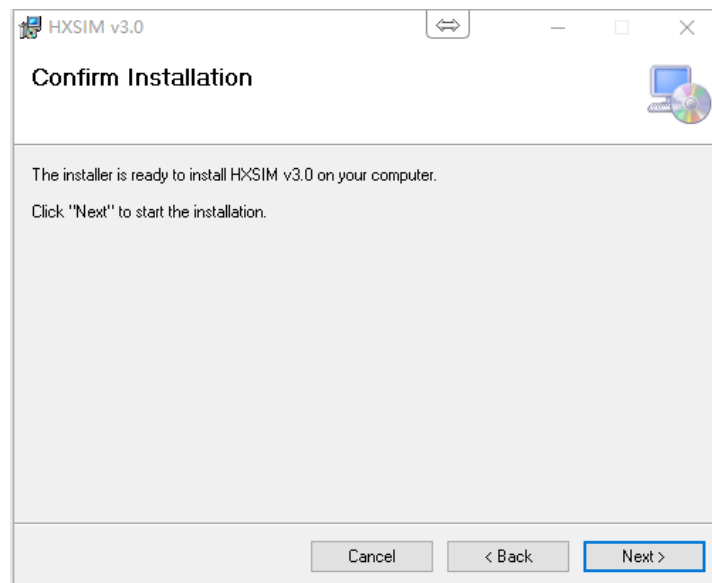 HXSIM v3.0
Confirm Installation
The installer is ready to install HXSIM v3.0 on your computer.
Click "Next" to start the installation.
Cancel
< Back
Next >